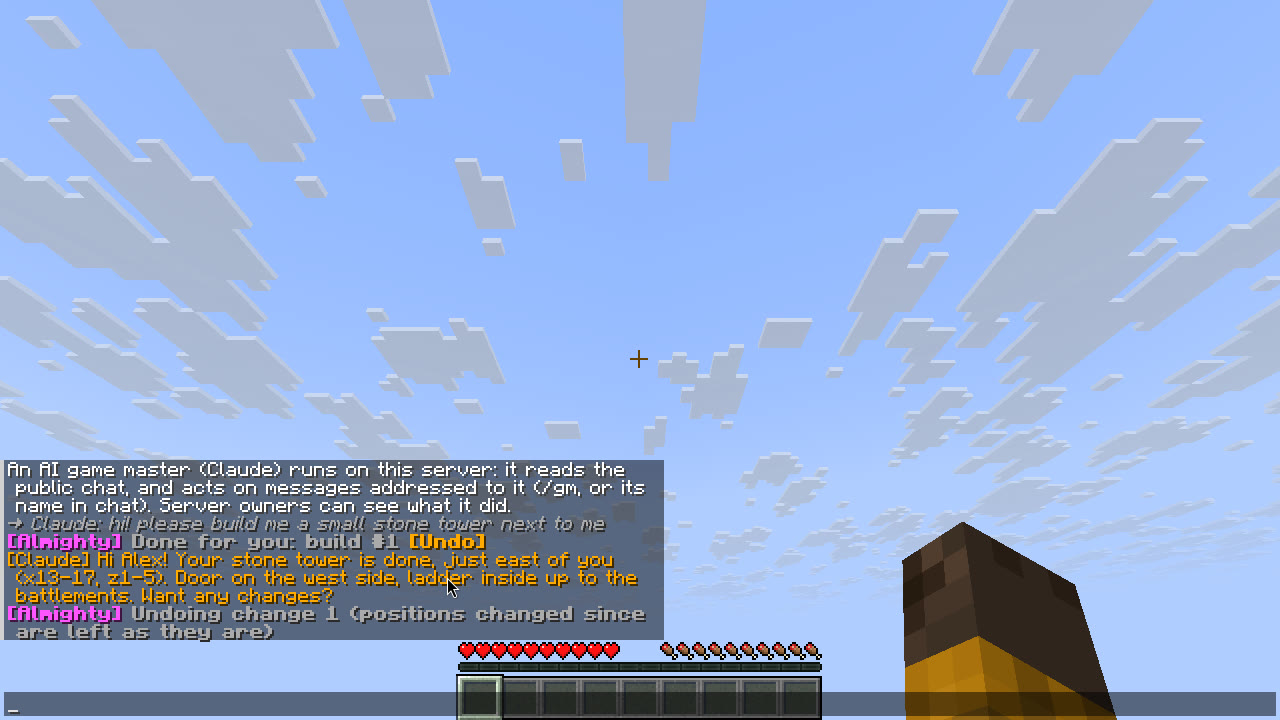 An AI game master (Claude) runs on this server: it reads the
public chat, and acts on messages addressed to it (/gm, or its
name in chat). Server owners can see what it did.
→ Claude: hi! please build me a small stone tower next to me
[Almighty] Done for you: build #1 [Undo]
[Claude] Hi Alex! Your stone tower is done, just east of you
(x13-17, z1-5). Door on the west side, ladder inside up to the
battlements. Want any changes?
[Almighty] Undoing change 1 (positions changed since
are left as they are)
_